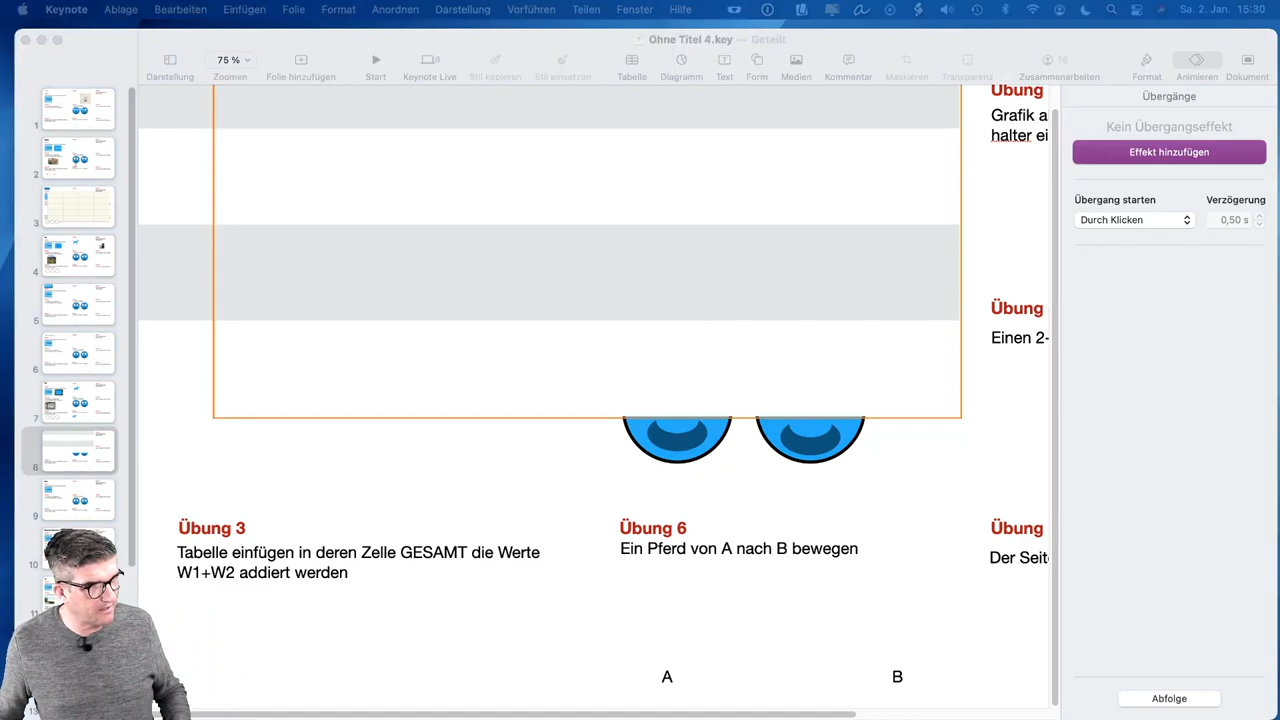 Keynote Ablage Bearbeiten Einfügen Folie Format Anordnen Darstellung Vorführen Teilen Fenster Hilfe Sa. 2. Jan. 15:30
Ohne Titel 4.key — Geteilt
75 %
16
Darstellung Zoomen Folie hinzufügen Start Keynote Live Stil kopieren Stil einsetzen Tabelle Diagramm Text Form Medien Kommentar Maskieren Transparenz Zusammenarbeiten Format Animieren Dokument
Übergänge
Kein Übergangseffekt
Effekt hinzufügen
Übergang starten Verzögerung
Durch Klicken 0,50 s
Abfolge
1
2
3
4
5
6
7
8
9
10
11
13
Übung
Grafik a
halter ei
Übung
Einen 2-
Übung 3
Tabelle einfügen in deren Zelle GESAMT die Werte
W1+W2 addiert werden
Übung 6
Ein Pferd von A nach B bewegen
Übung
Der Seit
A B